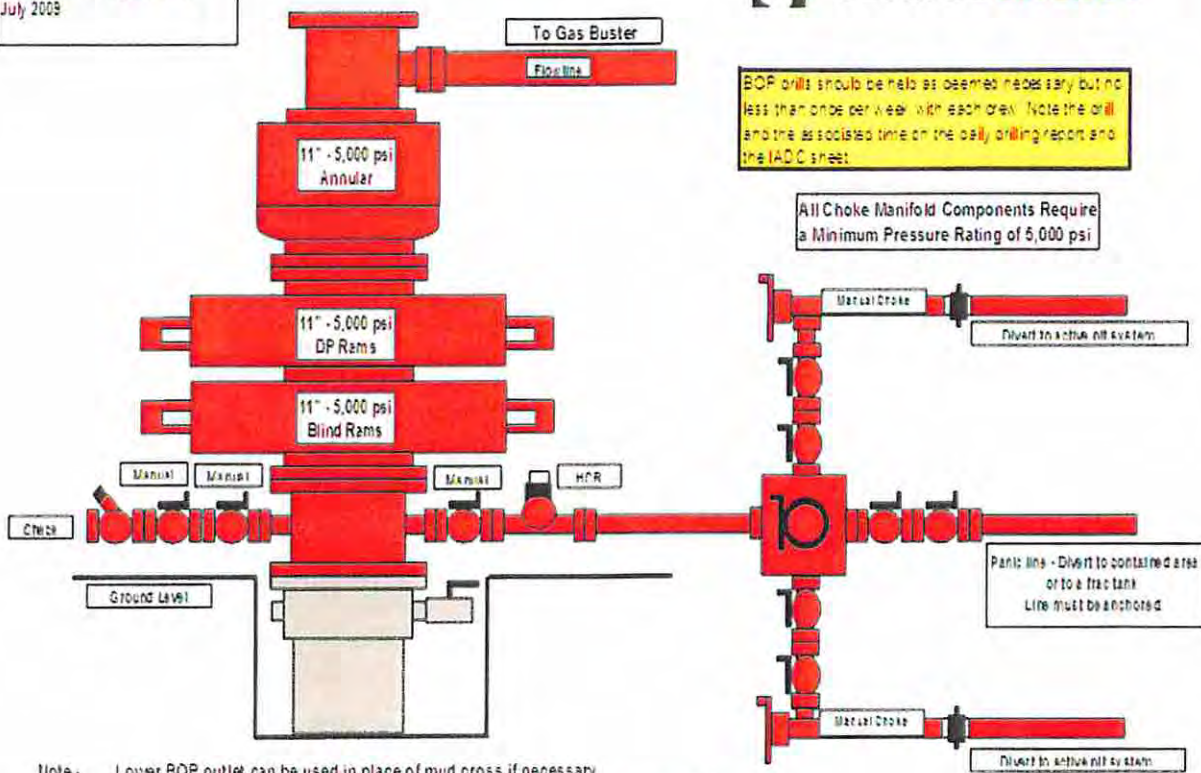 July 2009
To Gas Buster
Flowline
BOP drills should be help as deemed necessary but no
less than once per week with each crew. Note the drill
and the associated time on the daily drilling report and
the IADC sheet.
11" - 5,000 psi
Annular
All Choke Manifold Components Require
a Minimum Pressure Rating of 5,000 psi
Manual Choke
Divert to active pit system
11" - 5,000 psi
DP Rams
11" - 5,000 psi
Blind Rams
Manual
Manual
Manual
HCR
Check
Ground Level
Panic line - Divert to contained area
or to a frac tank
Line must be anchored
Manual Choke
Divert to active pit system
Note - Lower BOP outlet can be used in place of mud cross if necessary